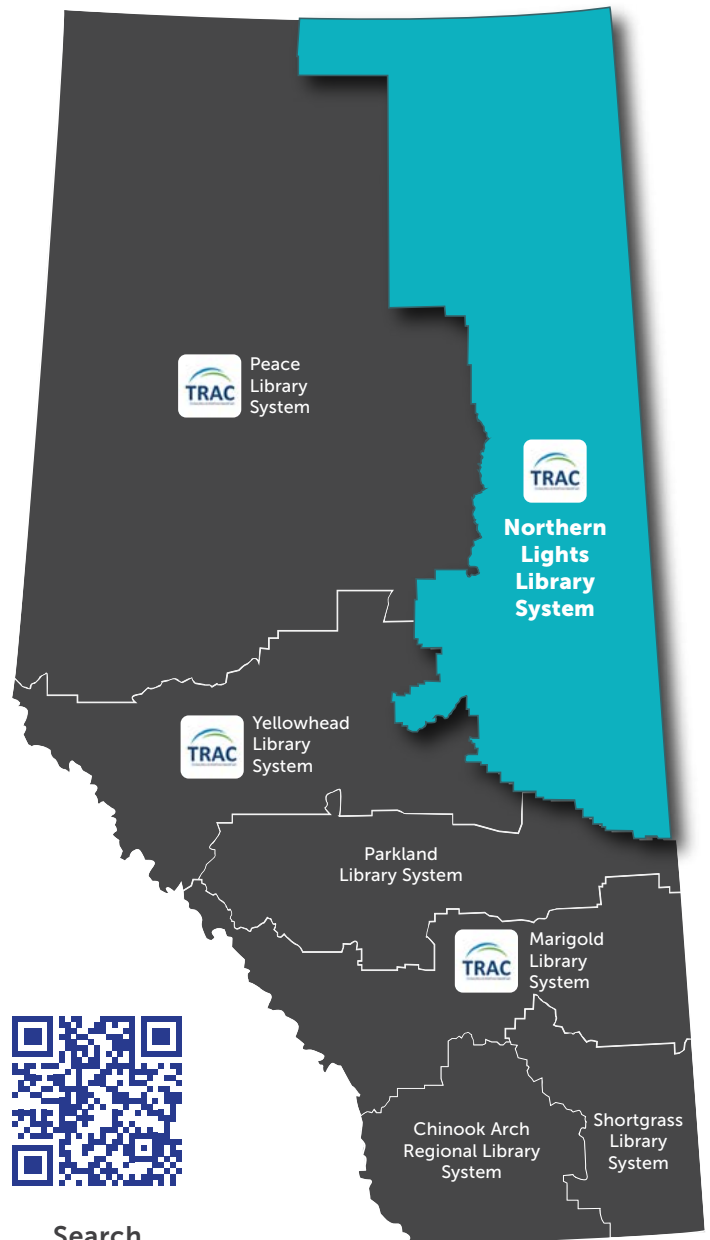 TRAC
Peace
Library
System
TRAC
Northern
Lights
Library
System
TRAC
Yellowhead
Library
System
Parkland
Library System
TRAC
Marigold
Library
System
Chinook Arch
Regional Library
System
Shortgrass
Library
System
Search